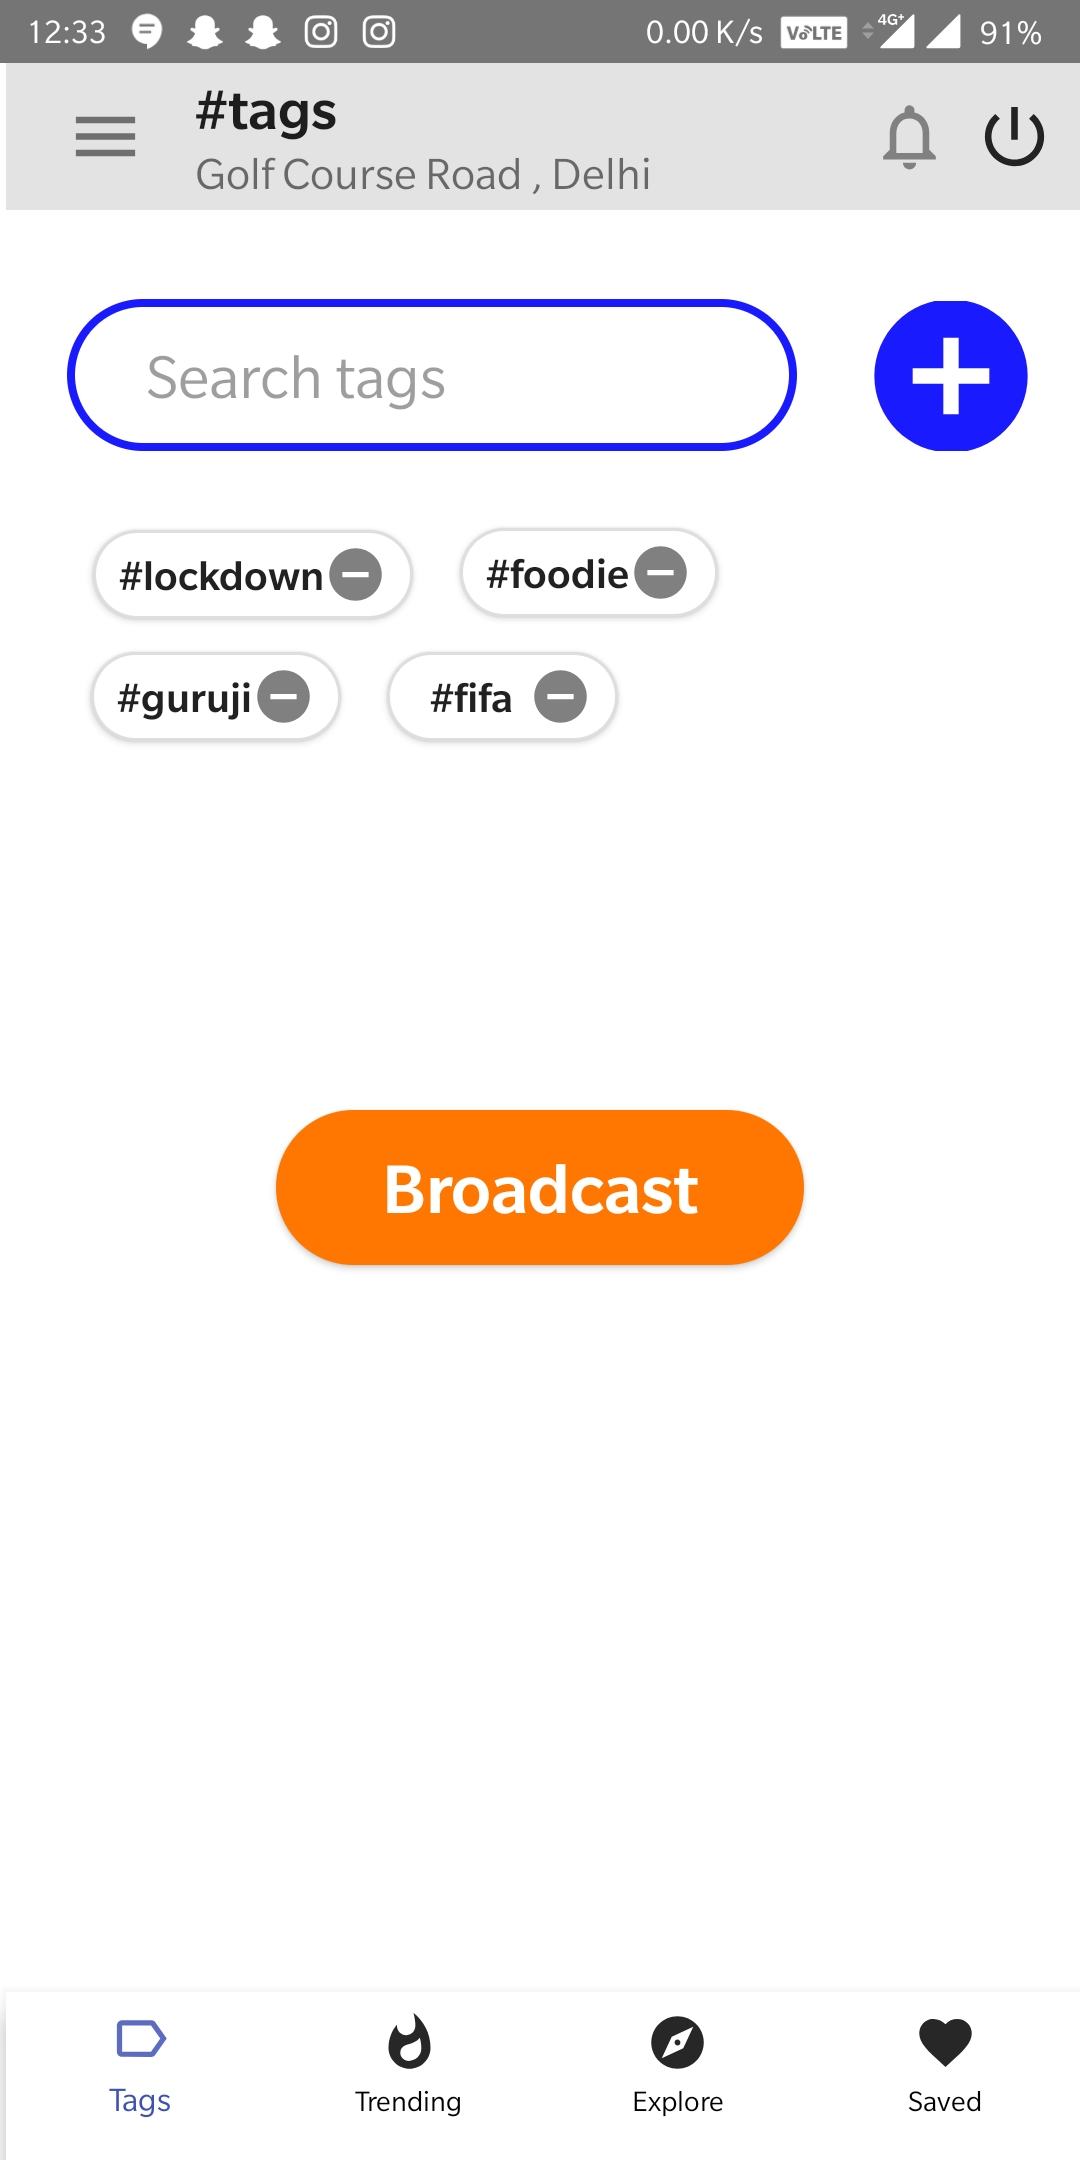 12:33 0.00 K/s VoLTE 4G+ 91%
#tags
Golf Course Road , Delhi
Search tags
#lockdown #foodie
#guruji #fifa
Broadcast
Tags Trending Explore Saved